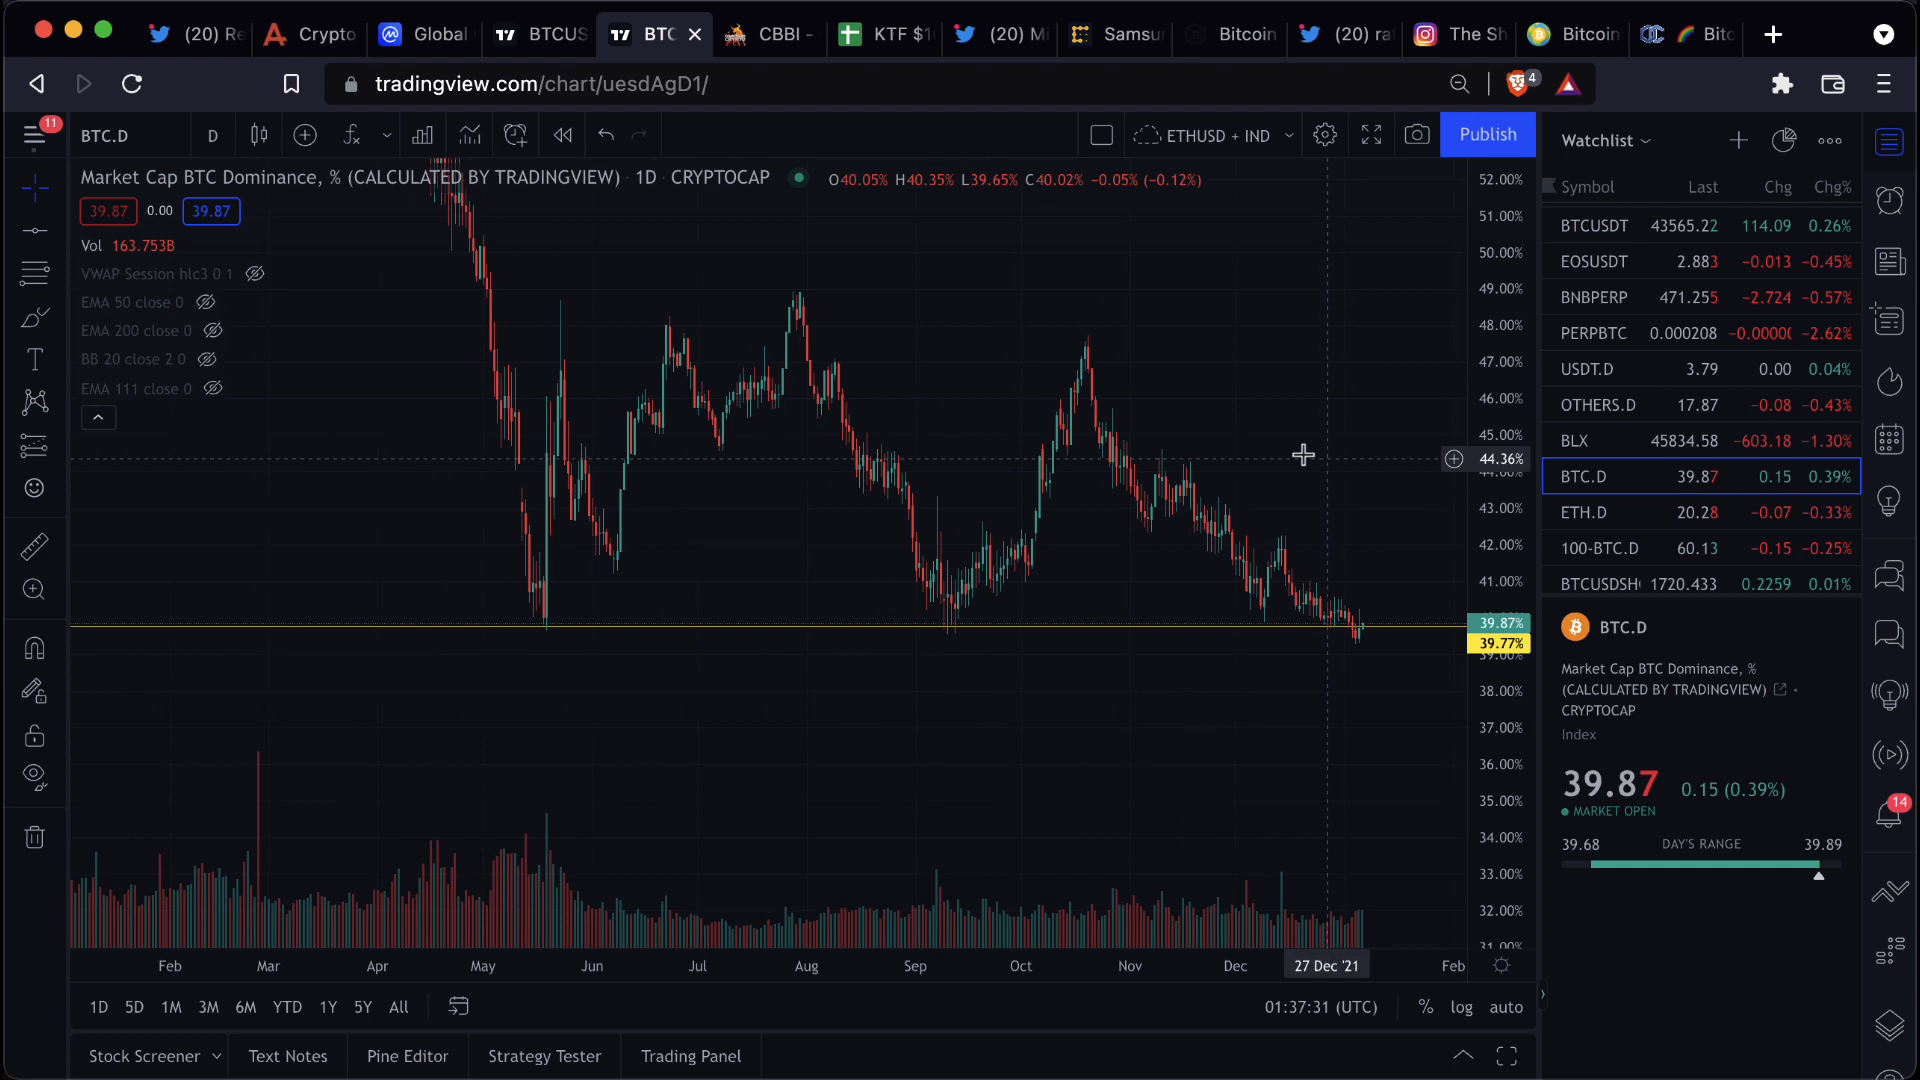 (20) Re
Crypto
Global
BTCUS
BTC
CBBI -
KTF $1
(20) Mi
Samsu
Bitcoin
(20) ra
The Sh
Bitcoin
Bitc
tradingview.com/chart/uesdAgD1/
4
11
BTC.D
D
ETHUSD + IND
Publish
Market Cap BTC Dominance, % (CALCULATED BY TRADINGVIEW) · 1D · CRYPTOCAP
O40.05% H40.35% L39.65% C40.02% −0.05% (−0.12%)
39.87 0.00 39.87
Vol 163.753B
VWAP Session hlc3 0 1
EMA 50 close 0
EMA 200 close 0
BB 20 close 2 0
EMA 111 close 0
52.00%
51.00%
50.00%
49.00%
48.00%
47.00%
46.00%
45.00%
44.36%
44.00%
43.00%
42.00%
41.00%
39.87%
39.77%
39.00%
38.00%
37.00%
36.00%
35.00%
34.00%
33.00%
32.00%
31.00%
Feb Mar Apr May Jun Jul Aug Sep Oct Nov Dec 27 Dec '21 Feb
1D 5D 1M 3M 6M YTD 1Y 5Y All
01:37:31 (UTC) % log auto
Stock Screener Text Notes Pine Editor Strategy Tester Trading Panel
Watchlist
Symbol Last Chg Chg%
BTCUSDT 43565.22 114.09 0.26%
EOSUSDT 2.883 −0.013 −0.45%
BNBPERP 471.255 −2.724 −0.57%
PERPBTC 0.000208 −0.0000( −2.62%
USDT.D 3.79 0.00 0.04%
OTHERS.D 17.87 −0.08 −0.43%
BLX 45834.58 −603.18 −1.30%
BTC.D 39.87 0.15 0.39%
ETH.D 20.28 −0.07 −0.33%
100-BTC.D 60.13 −0.15 −0.25%
BTCUSDSH( 1720.433 0.2259 0.01%
BTC.D
Market Cap BTC Dominance, %
(CALCULATED BY TRADINGVIEW) ·
CRYPTOCAP
Index
39.87 0.15 (0.39%)
MARKET OPEN
39.68 DAY'S RANGE 39.89
14